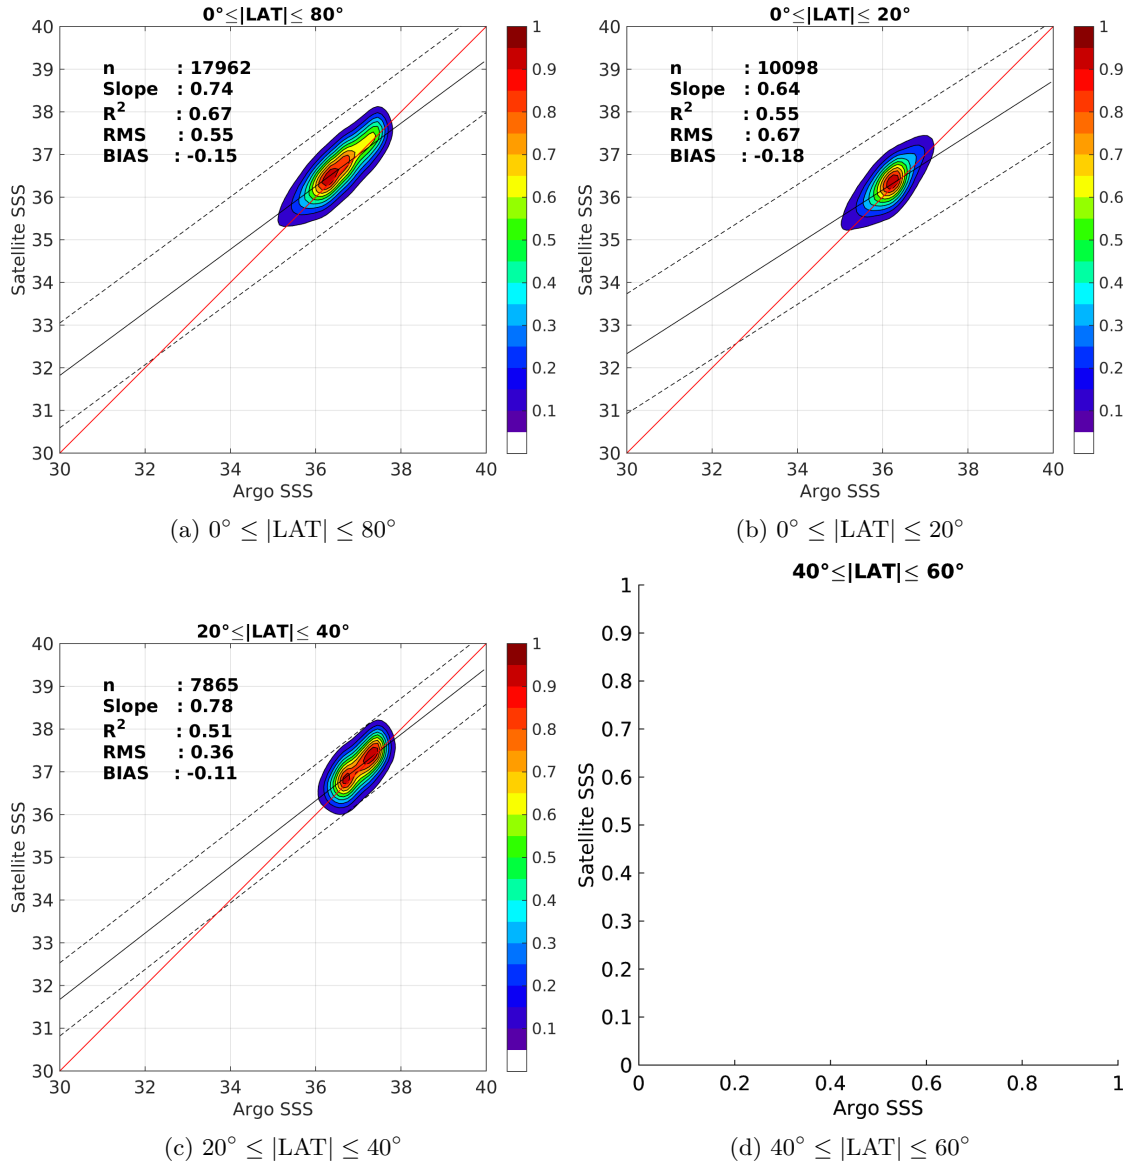 0°≤|LAT|≤ 80°
n : 17962
Slope : 0.74
R² : 0.67
RMS : 0.55
BIAS : -0.15
40
39
38
37
36
35
34
33
32
31
30
30 32 34 36 38 40
Satellite SSS
Argo SSS
1
0.9
0.8
0.7
0.6
0.5
0.4
0.3
0.2
0.1
(a) 0° ≤ |LAT| ≤ 80°
0°≤|LAT|≤ 20°
n : 10098
Slope : 0.64
R² : 0.55
RMS : 0.67
BIAS : -0.18
40
39
38
37
36
35
34
33
32
31
30
30 32 34 36 38 40
Satellite SSS
Argo SSS
1
0.9
0.8
0.7
0.6
0.5
0.4
0.3
0.2
0.1
(b) 0° ≤ |LAT| ≤ 20°
20°≤|LAT|≤ 40°
n : 7865
Slope : 0.78
R² : 0.51
RMS : 0.36
BIAS : -0.11
40
39
38
37
36
35
34
33
32
31
30
30 32 34 36 38 40
Satellite SSS
Argo SSS
1
0.9
0.8
0.7
0.6
0.5
0.4
0.3
0.2
0.1
(c) 20° ≤ |LAT| ≤ 40°
40°≤|LAT|≤ 60°
1
0.9
0.8
0.7
0.6
0.5
0.4
0.3
0.2
0.1
0
0 0.2 0.4 0.6 0.8 1
Satellite SSS
Argo SSS
(d) 40° ≤ |LAT| ≤ 60°